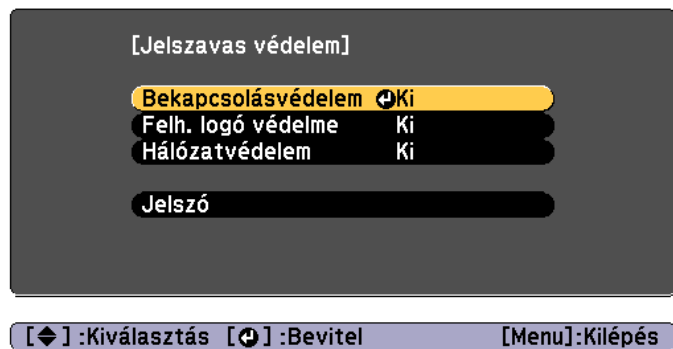 [Jelszavas védelem]
Bekapcsolásvédelem Ki
Felh. logó védelme Ki
Hálózatvédelem Ki
Jelszó
[ ] :Kiválasztás [ ] :Bevitel [Menu]:Kilépés